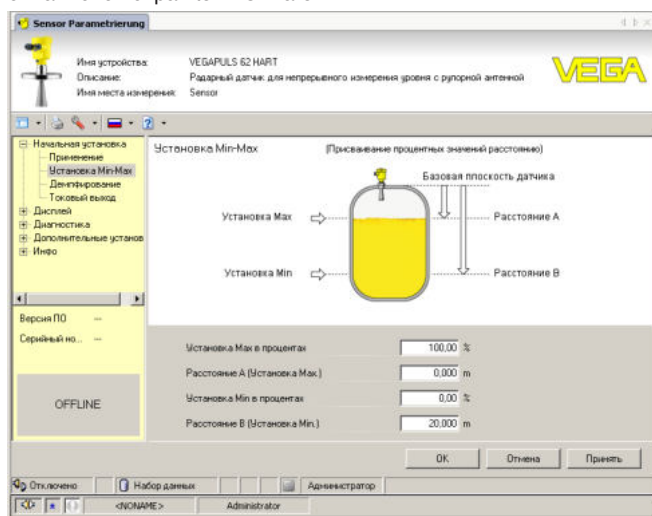 Sensor Parametrierung
Имя устройства: VEGAPULS 62 HART
Описание: Радарный датчик для непрерывного измерения уровня с рупорной антенной
Имя места измерения: Sensor
VEGA
Начальная установка
Применение
Установка Min-Max
Демпфирование
Токовый выход
Дисплей
Диагностика
Дополнительные установ
Инфо
Версия ПО —
Серийный но... —
OFFLINE
Установка Min-Max (Присваивание процентных значений расстоянию)
Базовая плоскость датчика
Установка Max Расстояние A
Установка Min Расстояние B
Установка Max в процентах 100,00 %
Расстояние A (Установка Max.) 0,000 m
Установка Min в процентах 0,00 %
Расстояние B (Установка Min.) 20,000 m
OK Отмена Принять
Отключено Набор данных Администратор
<NONAME> Administrator